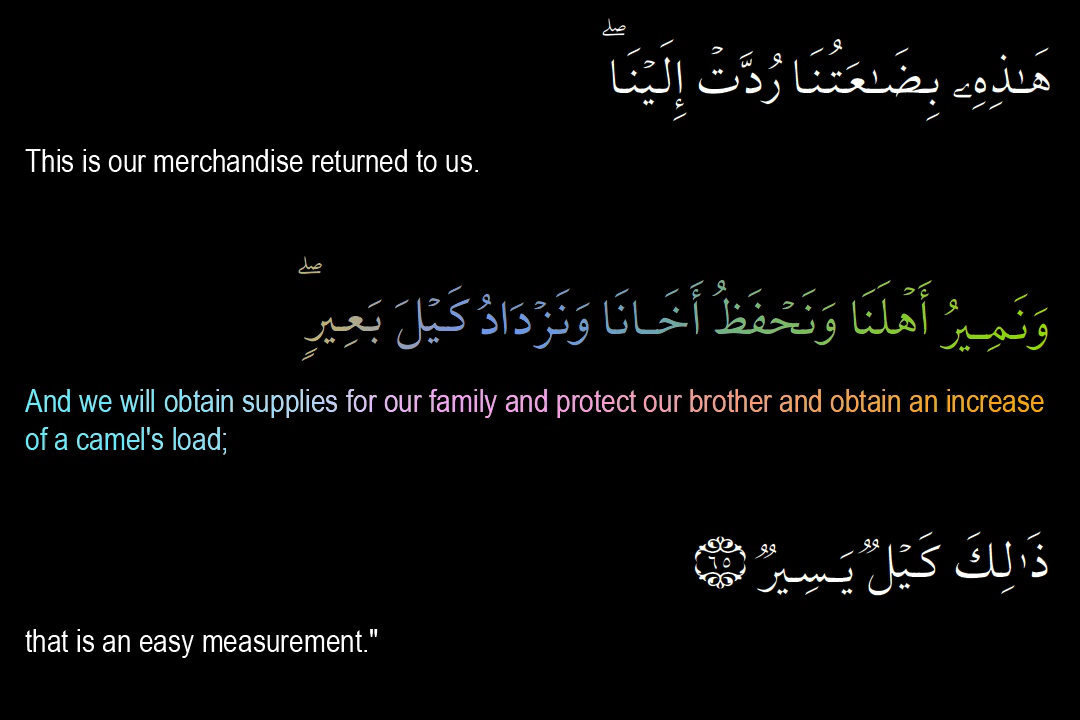 هَـٰذِهِۦ بِضَـٰعَتُنَا رُدَّتْ إِلَيْنَا ۖ
This is our merchandise returned to us.
وَنَمِيرُ أَهْلَنَا وَنَحْفَظُ أَخَانَا وَنَزْدَادُ كَيْلَ بَعِيرٍ ۖ
And we will obtain supplies for our family and protect our brother and obtain an increase
of a camel's load;
ذَٰلِكَ كَيْلٌ يَسِيرٌ ٦٥
that is an easy measurement."